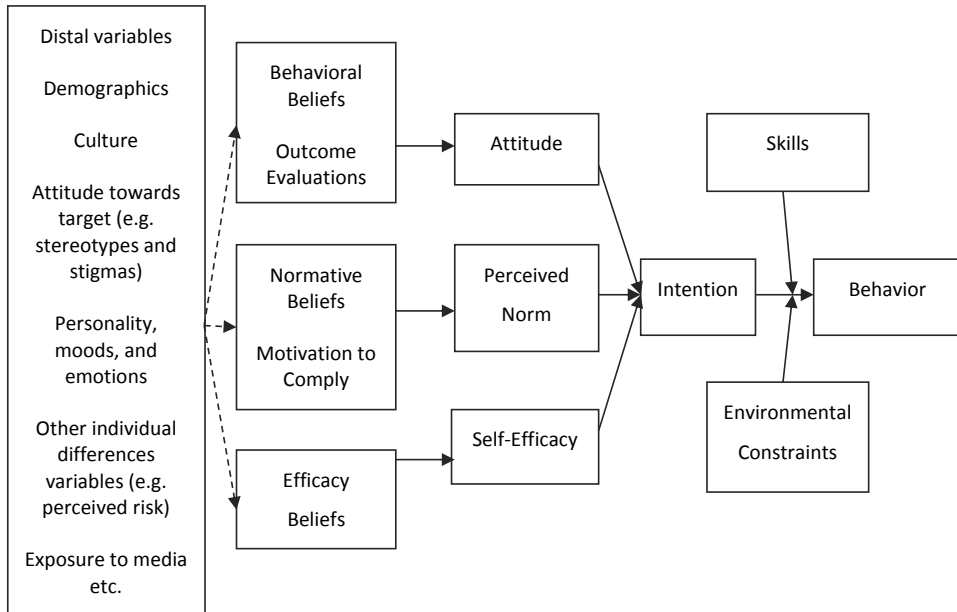 Distal variables
Demographics
Culture
Attitude towards
target (e.g.
stereotypes and
stigmas)
Personality,
moods, and
emotions
Other individual
differences
variables (e.g.
perceived risk)
Exposure to media
etc.
Behavioral
Beliefs
Outcome
Evaluations
Normative
Beliefs
Motivation to
Comply
Efficacy
Beliefs
Attitude
Perceived
Norm
Self-Efficacy
Intention
Skills
Behavior
Environmental
Constraints